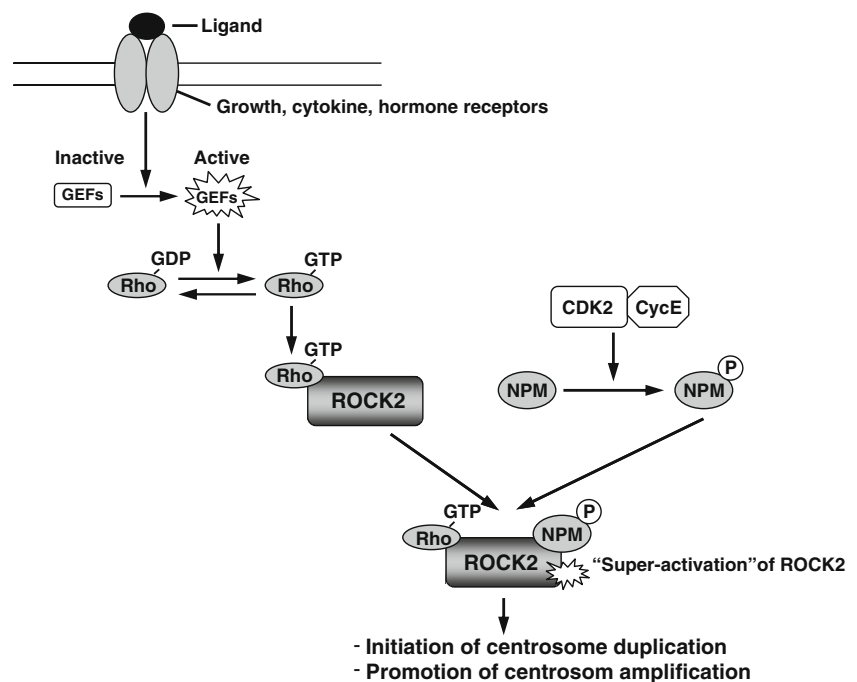 Ligand
Growth, cytokine, hormone receptors
Inactive
Active
GEFs
GEFs
GDP
Rho
GTP
Rho
GTP
Rho
ROCK2
CDK2
CycE
NPM
NPM
P
GTP
Rho
ROCK2
NPM
P
“Super-activation”of ROCK2
- Initiation of centrosome duplication
- Promotion of centrosom amplification